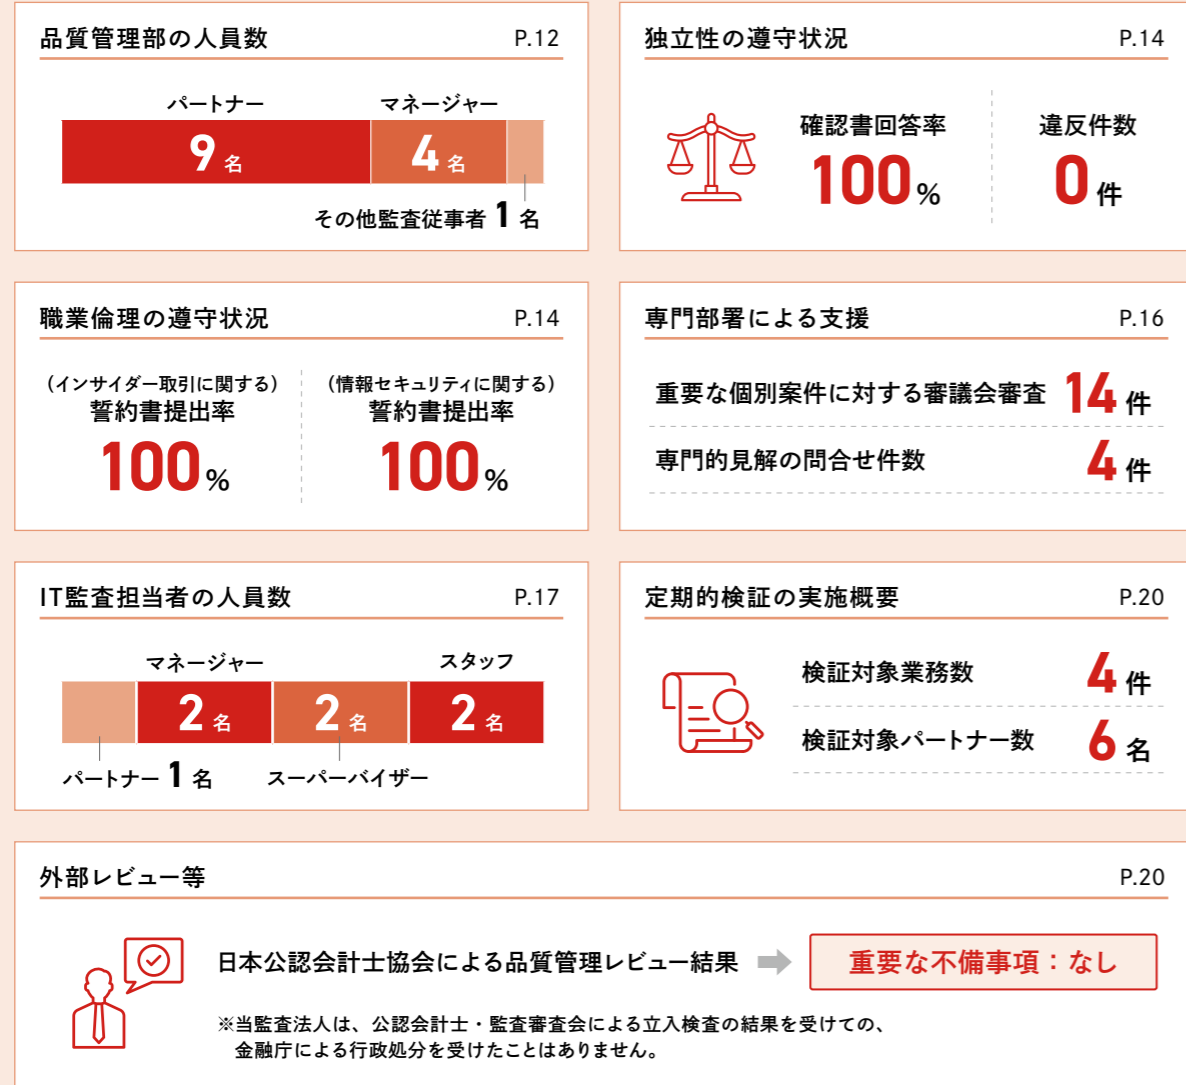 品質管理部の人員数 P.12
パートナー マネージャー
9名 4名
その他監査従事者 1 名
独立性の遵守状況 P.14
確認書回答率 違反件数
100% 0件
職業倫理の遵守状況 P.14
（インサイダー取引に関する） （情報セキュリティに関する）
誓約書提出率 誓約書提出率
100% 100%
専門部署による支援 P.16
重要な個別案件に対する審議会審査 14件
専門的見解の問合せ件数 4件
IT監査担当者の人員数 P.17
マネージャー スタッフ
2名 2名 2名
パートナー 1 名 スーパーバイザー
定期的検証の実施概要 P.20
検証対象業務数 4件
検証対象パートナー数 6名
外部レビュー等 P.20
日本公認会計士協会による品質管理レビュー結果 重要な不備事項：なし
※当監査法人は、公認会計士・監査審査会による立入検査の結果を受けての、
金融庁による行政処分を受けたことはありません。